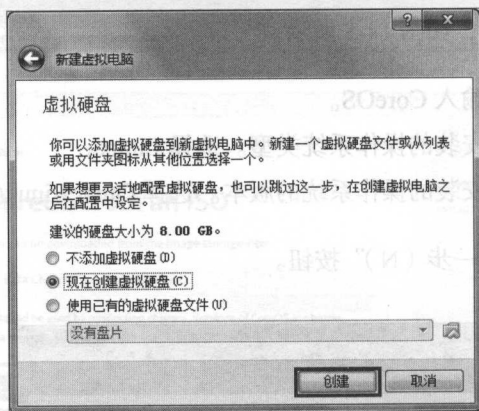 新建虚拟电脑
虚拟硬盘
你可以添加虚拟硬盘到新虚拟电脑中。新建一个虚拟硬盘文件或从列表
或用文件夹图标从其他位置选择一个。
如果想更灵活地配置虚拟硬盘,也可以跳过这一步,在创建虚拟电脑之
后在配置中设定。
建议的硬盘大小为 8.00 GB。
不添加虚拟硬盘(D)
现在创建虚拟硬盘(C)
使用已有的虚拟硬盘文件(U)
没有盘片
创建
取消